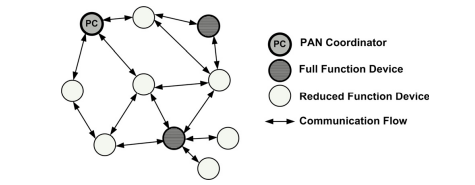 PC
PC PAN Coordinator
Full Function Device
Reduced Function Device
Communication Flow